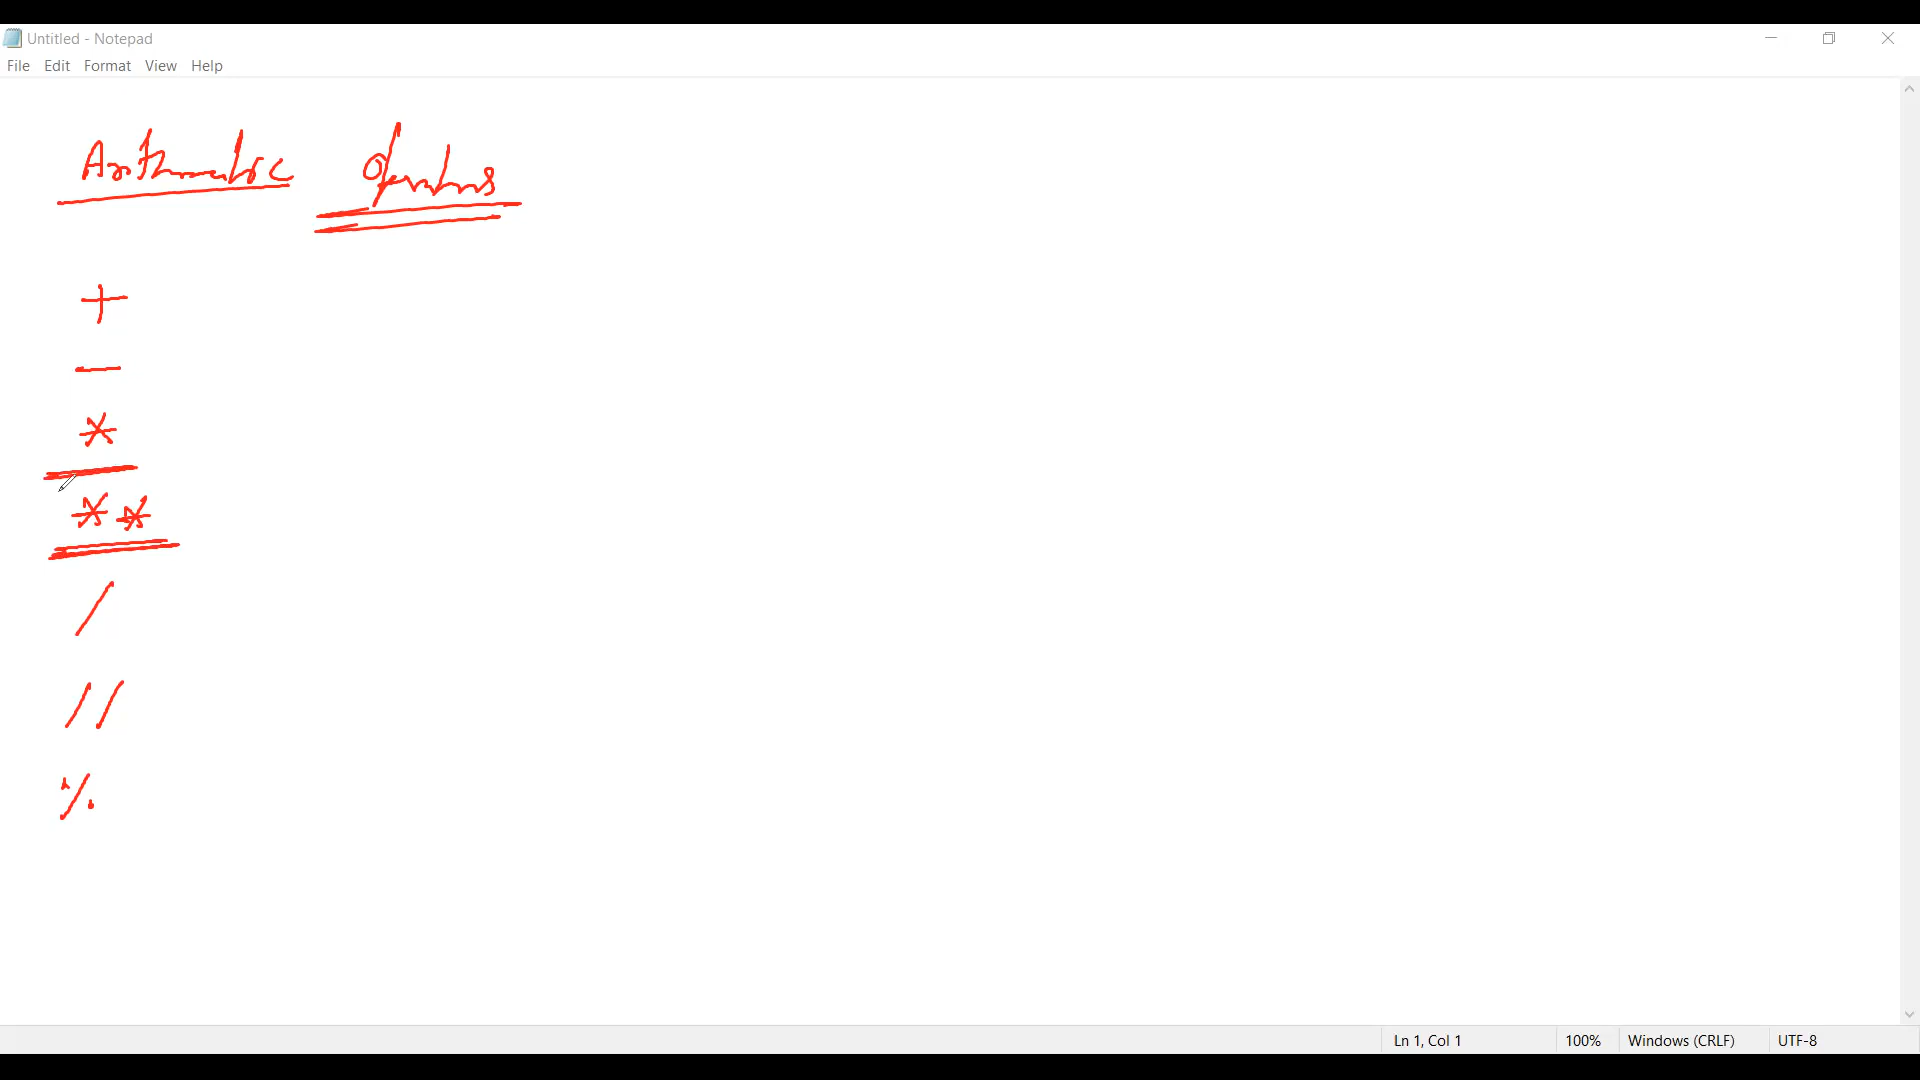 Untitled - Notepad
File Edit Format View Help
Arithmetic Operators
+
-
*
**
/
//
%
Ln 1, Col 1 100% Windows (CRLF) UTF-8